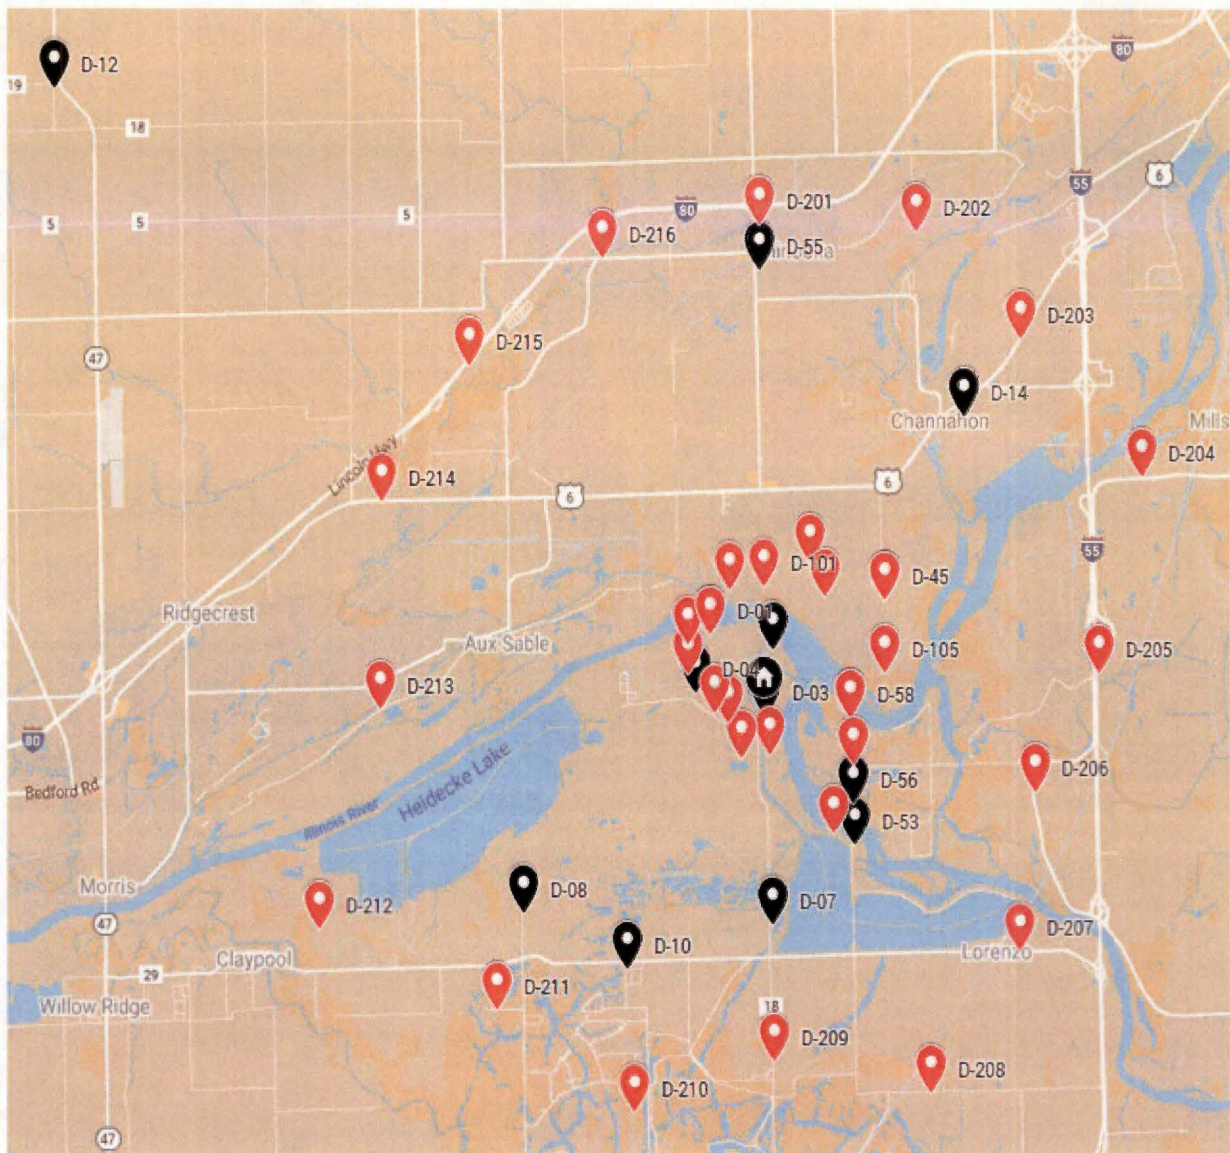 80
D-12
19
18
6
55
D-201
D-202
80
5
5
5
D-216
D-55
D-203
D-215
47
D-14
Channahon
Mills
D-204
Lincoln Hwy
D-214
6
6
55
D-101
D-45
Ridgecrest
D-01
Aux Sable
D-105
D-205
D-04
D-213
D-03
D-58
80
D-206
Heidecke Lake
D-56
Bedford Rd
Illinois River
D-53
Morris
D-08
D-07
D-212
47
D-207
D-10
Lorenzo
Claypool
29
D-211
Willow Ridge
18
D-209
D-208
D-210
47